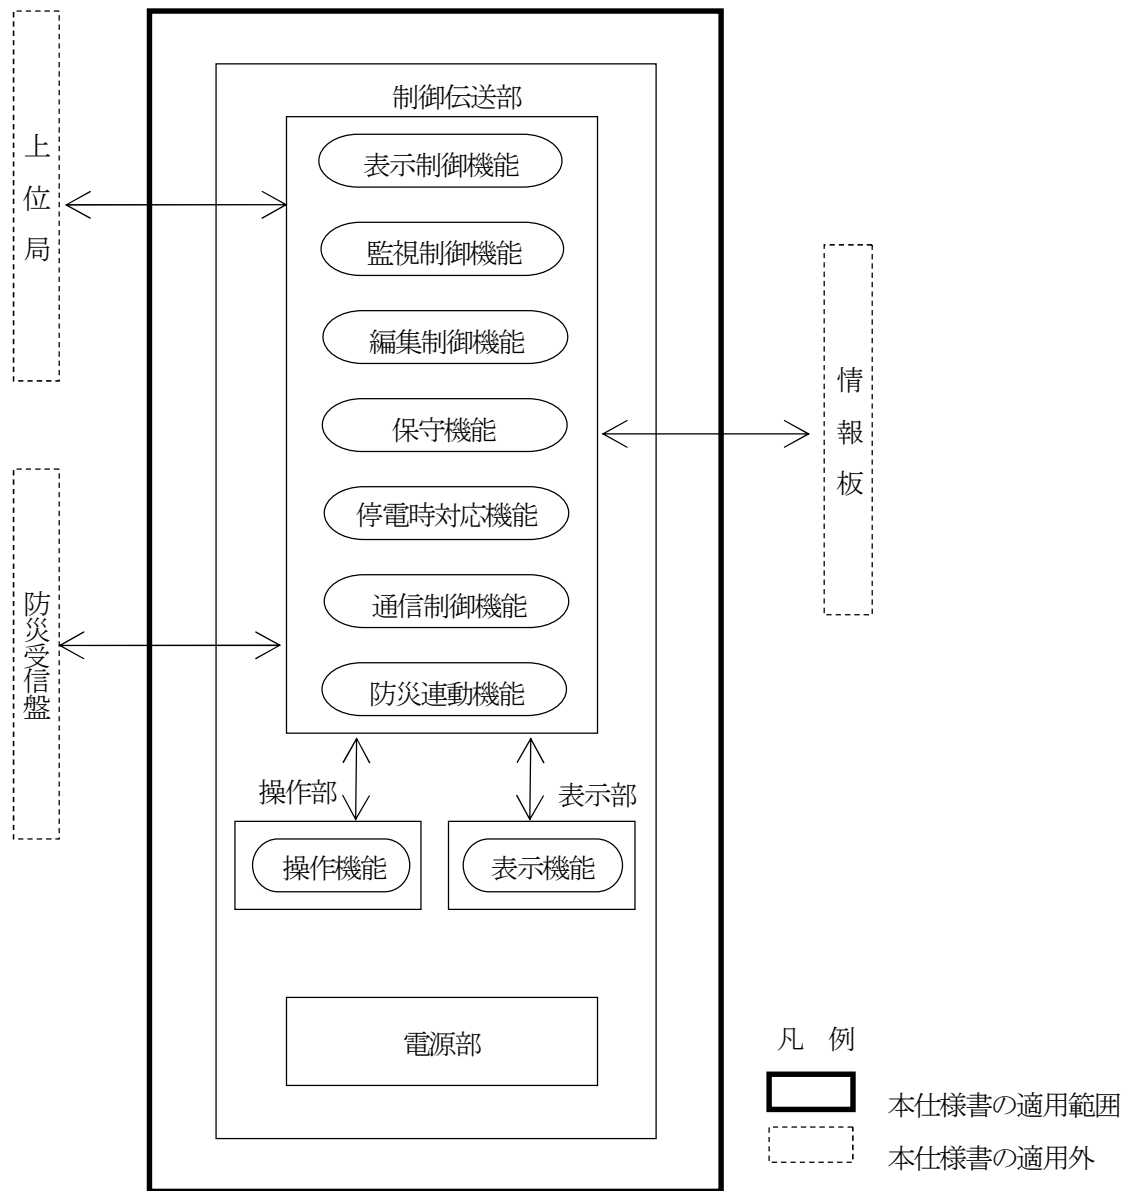 上位局
防災受信盤
制御伝送部
表示制御機能
監視制御機能
編集制御機能
保守機能
停電時対応機能
通信制御機能
防災連動機能
操作部
操作機能
表示部
表示機能
電源部
情報板
凡　例
本仕様書の適用範囲
本仕様書の適用外